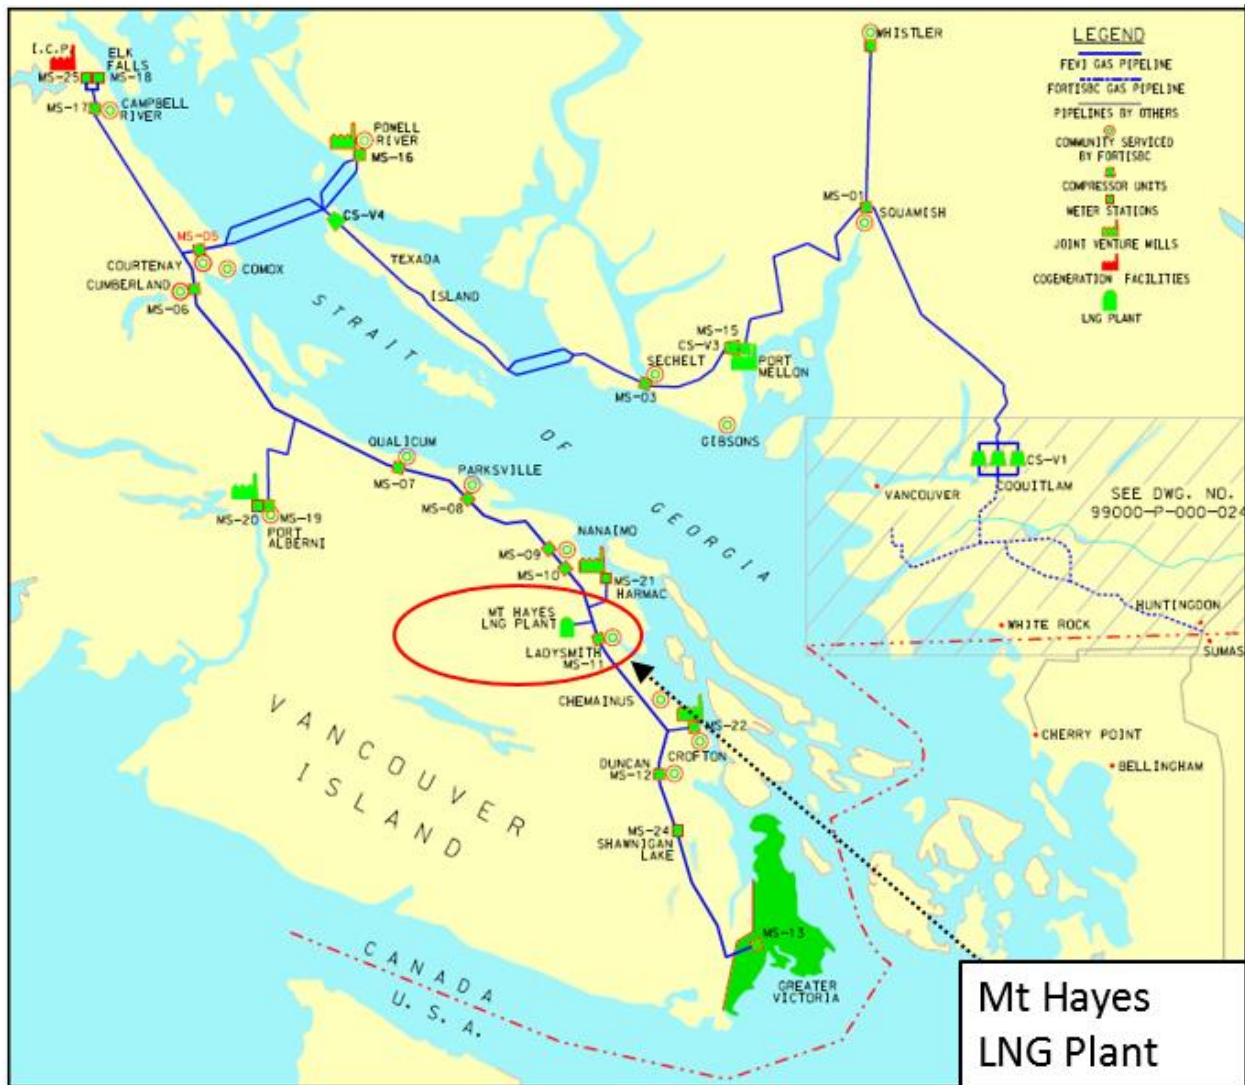 LEGEND
FEVI GAS PIPELINE
FORTISBC GAS PIPELINE
PIPELINES BY OTHERS
COMMUNITY SERVICED
BY FORTISBC
COMPRESSOR UNITS
METER STATIONS
JOINT VENTURE MILLS
COGENERATION FACILITIES
LNG PLANT
I.C.P.
ELK
FALLS
MS-25
MS-18
MS-17
CAMPBELL
RIVER
POWELL
RIVER
MS-16
WHISTLER
MS-01
SQUAMISH
CS-V4
MS-05
COURTENAY
COMOX
CUMBERLAND
MS-06
TEXADA
ISLAND
STRAIT
OF
GEORGIA
MS-15
CS-V3
PORT
MELLON
SECHELT
MS-03
GIBSONS
QUALICUM
MS-07
PARKSVILLE
MS-08
MS-20
MS-19
PORT
ALBERNI
NANAIMO
MS-09
MS-10
MS-21
HARMAC
MT HAYES
LNG PLANT
LADYSMITH
MS-11
CS-V1
COQUITLAM
VANCOUVER
SEE DWG. NO.
99000-P-000-024
HUNTINGDON
WHITE ROCK
SUMAS
CHEMAINUS
MS-22
CROFTON
DUNCAN
MS-12
CHERRY POINT
BELLINGHAM
VANCOUVER
ISLAND
MS-24
SHAWNIGAN
LAKE
MS-13
GREATER
VICTORIA
CANADA
U.S.A.
Mt Hayes
LNG Plant